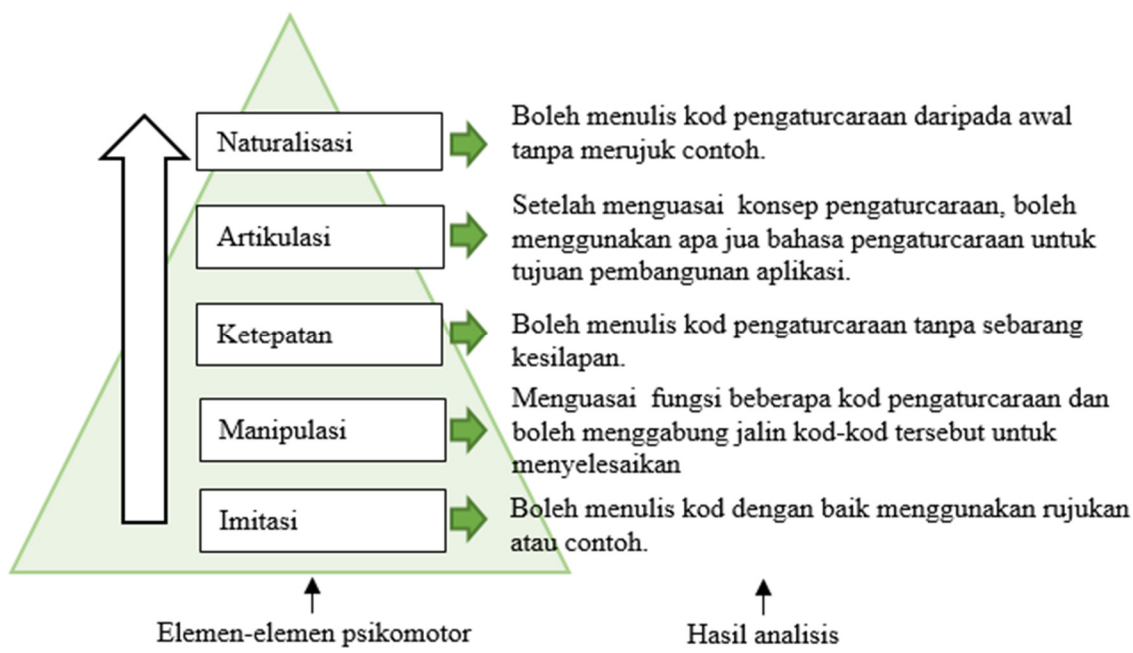 Naturalisasi
Boleh menulis kod pengaturcaraan daripada awal
tanpa merujuk contoh.
Artikulasi
Setelah menguasai konsep pengaturcaraan, boleh
menggunakan apa jua bahasa pengaturcaraan untuk
tujuan pembangunan aplikasi.
Ketepatan
Boleh menulis kod pengaturcaraan tanpa sebarang
kesilapan.
Manipulasi
Menguasai fungsi beberapa kod pengaturcaraan dan
boleh menggabung jalin kod-kod tersebut untuk
menyelesaikan
Imitasi
Boleh menulis kod dengan baik menggunakan rujukan
atau contoh.
Elemen-elemen psikomotor
Hasil analisis